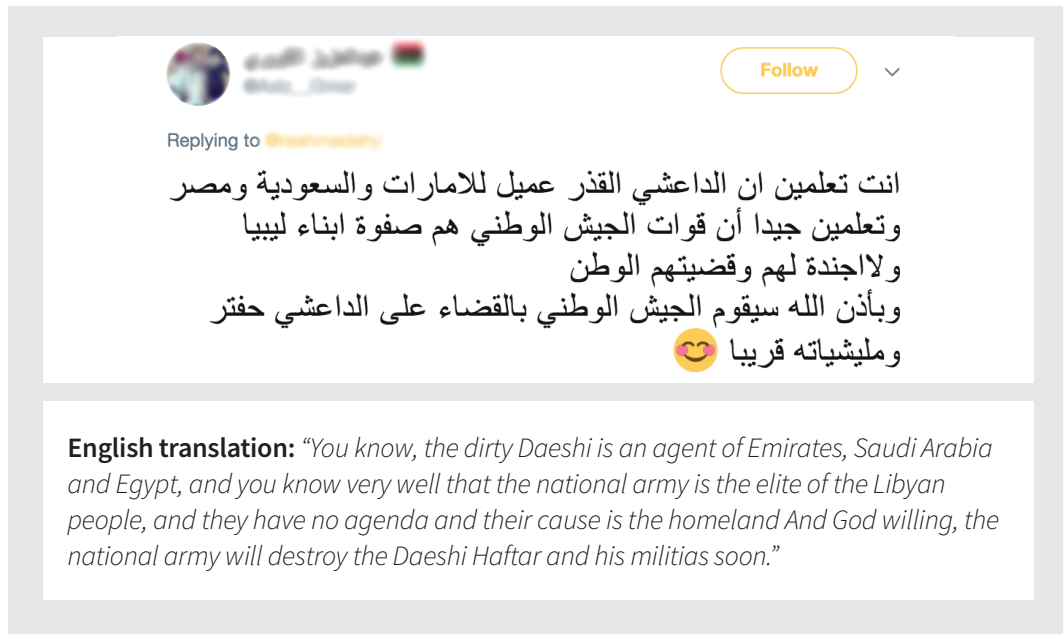 Follow
Replying to
انت تعلمين ان الداعشي القذر عميل للامارات والسعودية ومصر
وتعلمين جيدا أن قوات الجيش الوطني هم صفوة ابناء ليبيا
ولااجندة لهم وقضيتهم الوطن
وبأذن الله سيقوم الجيش الوطني بالقضاء على الداعشي حفتر
ومليشياته قريبا 😊
English translation: “You know, the dirty Daeshi is an agent of Emirates, Saudi Arabia
and Egypt, and you know very well that the national army is the elite of the Libyan
people, and they have no agenda and their cause is the homeland And God willing, the
national army will destroy the Daeshi Haftar and his militias soon.”